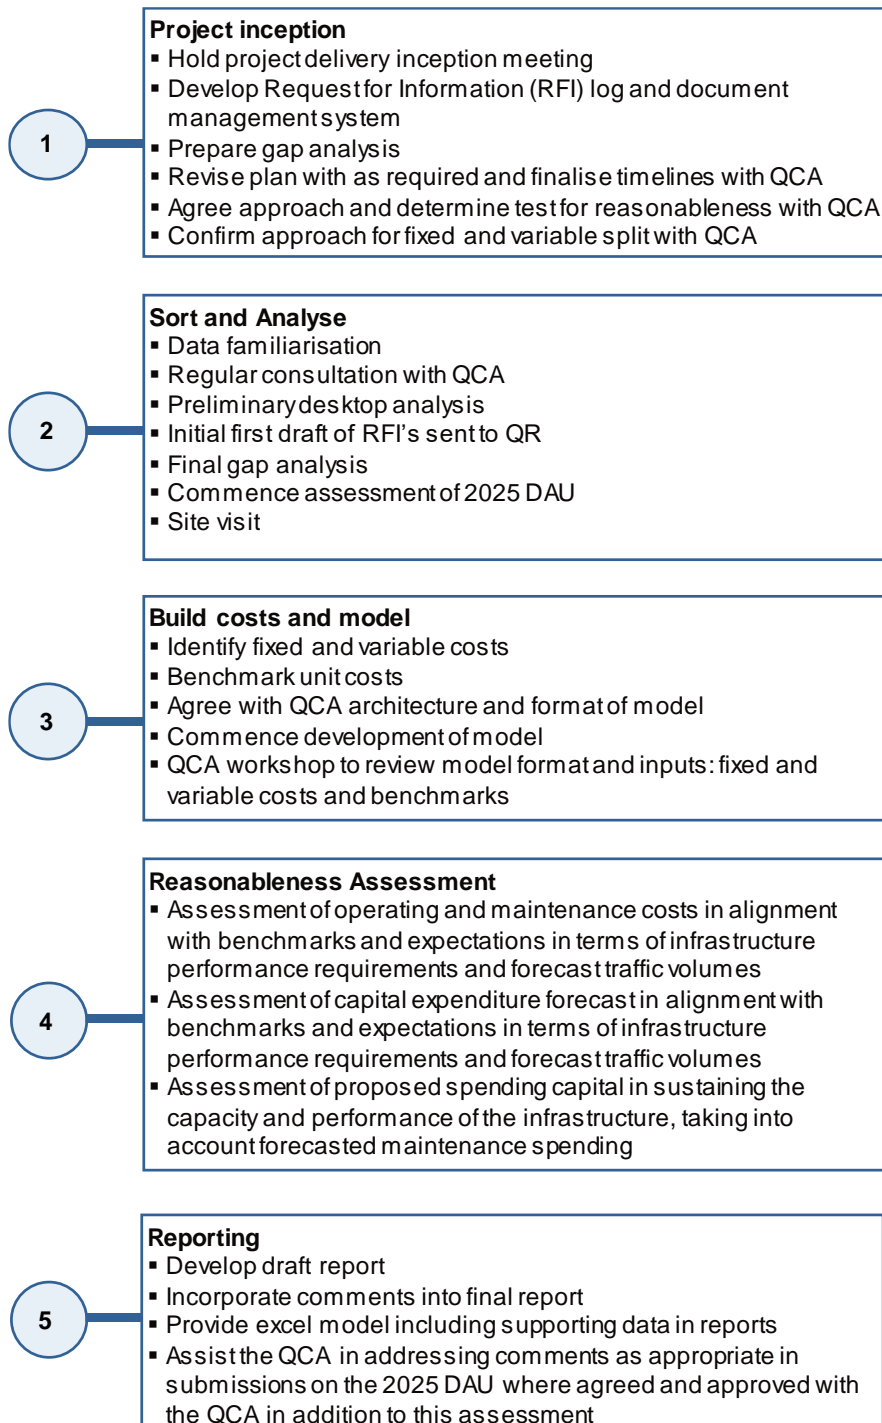 Project inception
▪ Hold project delivery inception meeting
▪ Develop Request for Information (RFI) log and document
management system
▪ Prepare gap analysis
▪ Revise plan with as required and finalise timelines with QCA
▪ Agree approach and determine test for reasonableness with QCA
▪ Confirm approach for fixed and variable split with QCA
1
Sort and Analyse
▪ Data familiarisation
▪ Regular consultation with QCA
▪ Preliminary desktop analysis
▪ Initial first draft of RFI's sent to QR
▪ Final gap analysis
▪ Commence assessment of 2025 DAU
▪ Site visit
2
Build costs and model
▪ Identify fixed and variable costs
▪ Benchmark unit costs
▪ Agree with QCA architecture and format of model
▪ Commence development of model
▪ QCA workshop to review model format and inputs: fixed and
variable costs and benchmarks
3
Reasonableness Assessment
▪ Assessment of operating and maintenance costs in alignment
with benchmarks and expectations in terms of infrastructure
performance requirements and forecast traffic volumes
▪ Assessment of capital expenditure forecast in alignment with
benchmarks and expectations in terms of infrastructure
performance requirements and forecast traffic volumes
▪ Assessment of proposed spending capital in sustaining the
capacity and performance of the infrastructure, taking into
account forecasted maintenance spending
4
Reporting
▪ Develop draft report
▪ Incorporate comments into final report
▪ Provide excel model including supporting data in reports
▪ Assist the QCA in addressing comments as appropriate in
submissions on the 2025 DAU where agreed and approved with
the QCA in addition to this assessment
5